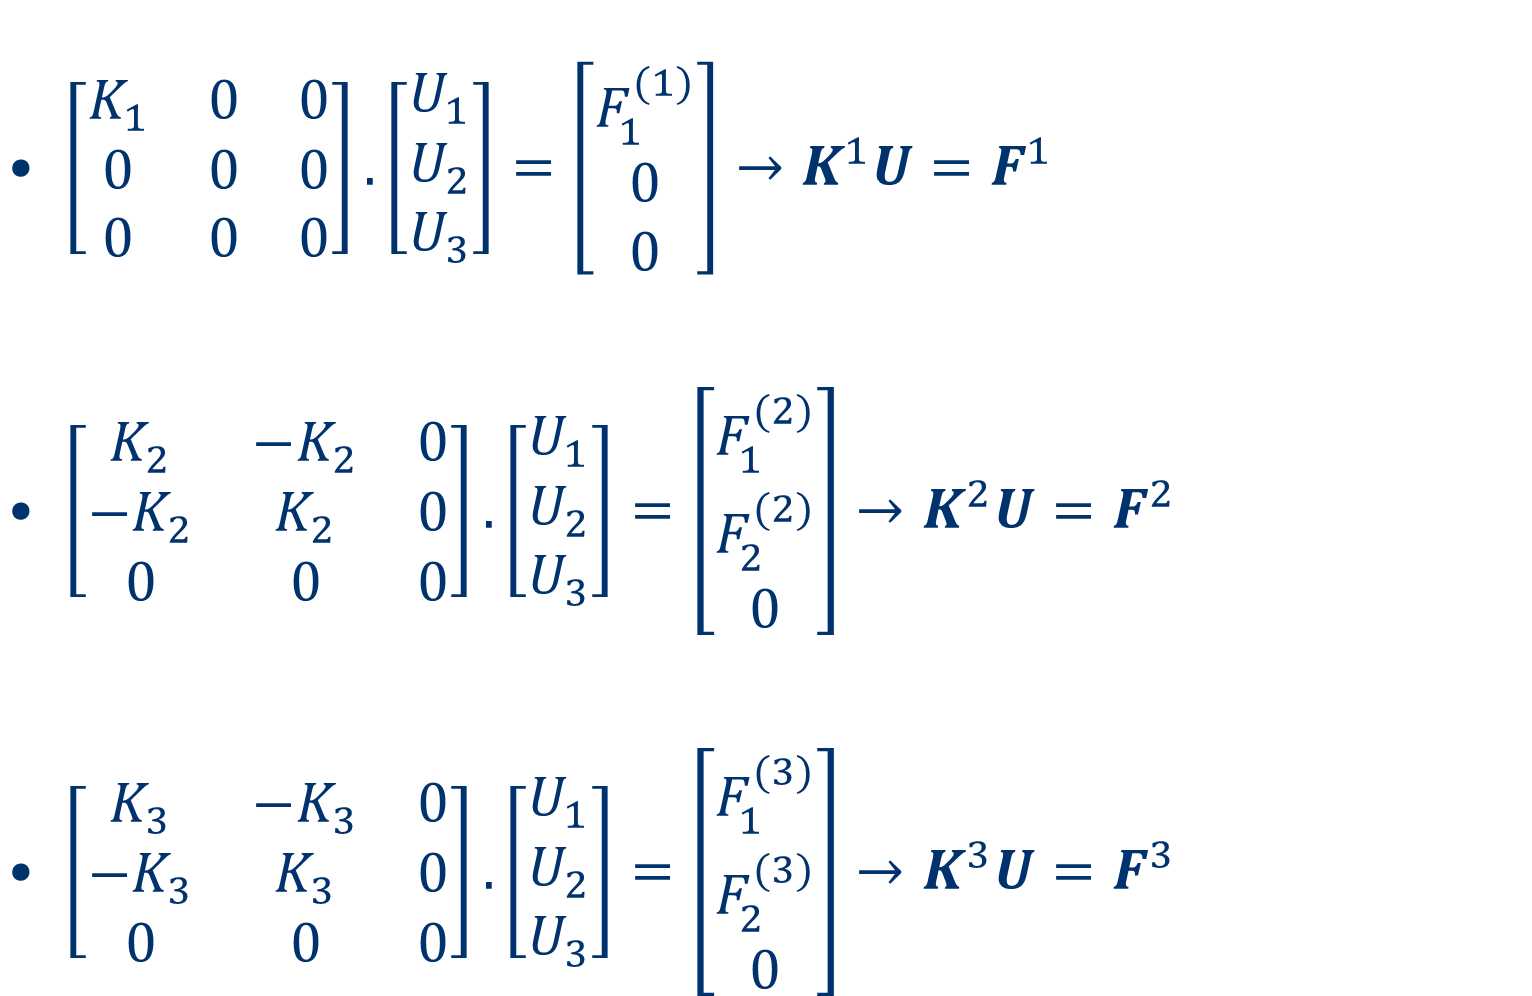 • [K₁ 0 0; 0 0 0; 0 0 0] . [U₁; U₂; U₃] = [F₁⁽¹⁾; 0; 0] → K¹U = F¹
• [K₂ −K₂ 0; −K₂ K₂ 0; 0 0 0] . [U₁; U₂; U₃] = [F₁⁽²⁾; F₂⁽²⁾; 0] → K²U = F²
• [K₃ −K₃ 0; −K₃ K₃ 0; 0 0 0] . [U₁; U₂; U₃] = [F₁⁽³⁾; F₂⁽³⁾; 0] → K³U = F³